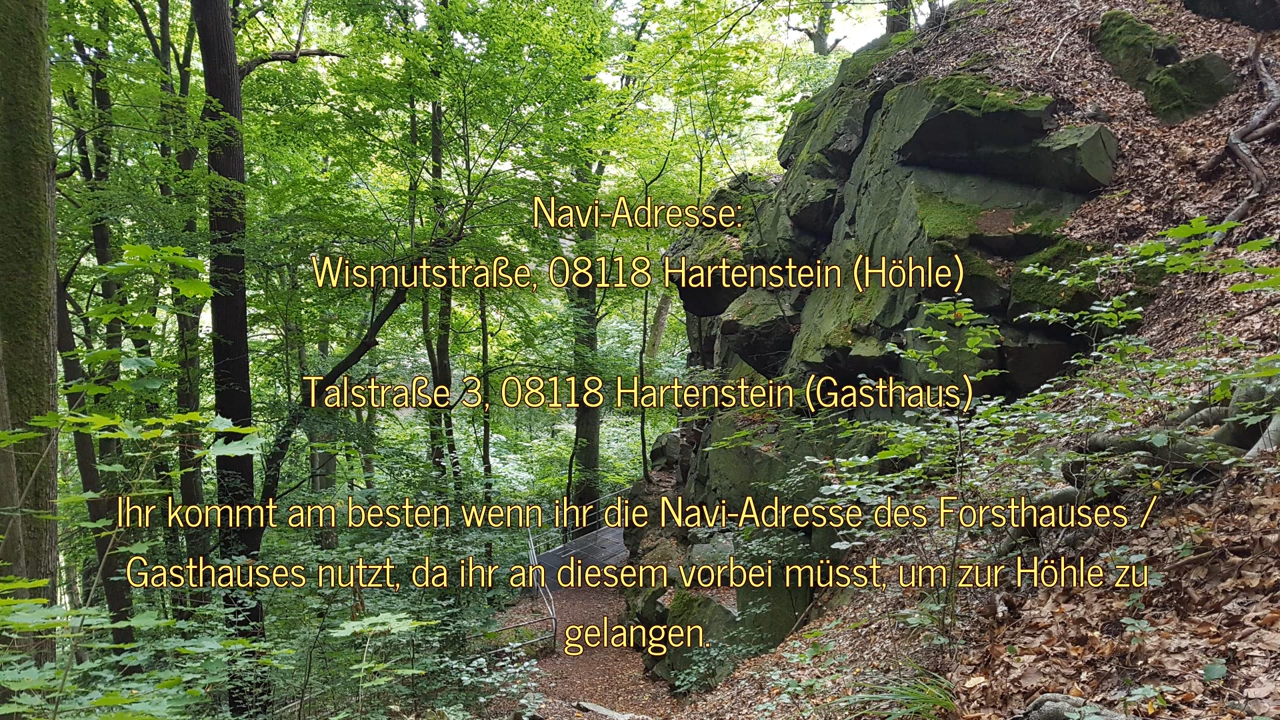 Navi-Adresse:
Wismutstraße, 08118 Hartenstein (Höhle)
Talstraße 3, 08118 Hartenstein (Gasthaus)
Ihr kommt am besten wenn ihr die Navi-Adresse des Forsthauses /
Gasthauses nutzt, da ihr an diesem vorbei müsst, um zur Höhle zu
gelangen.